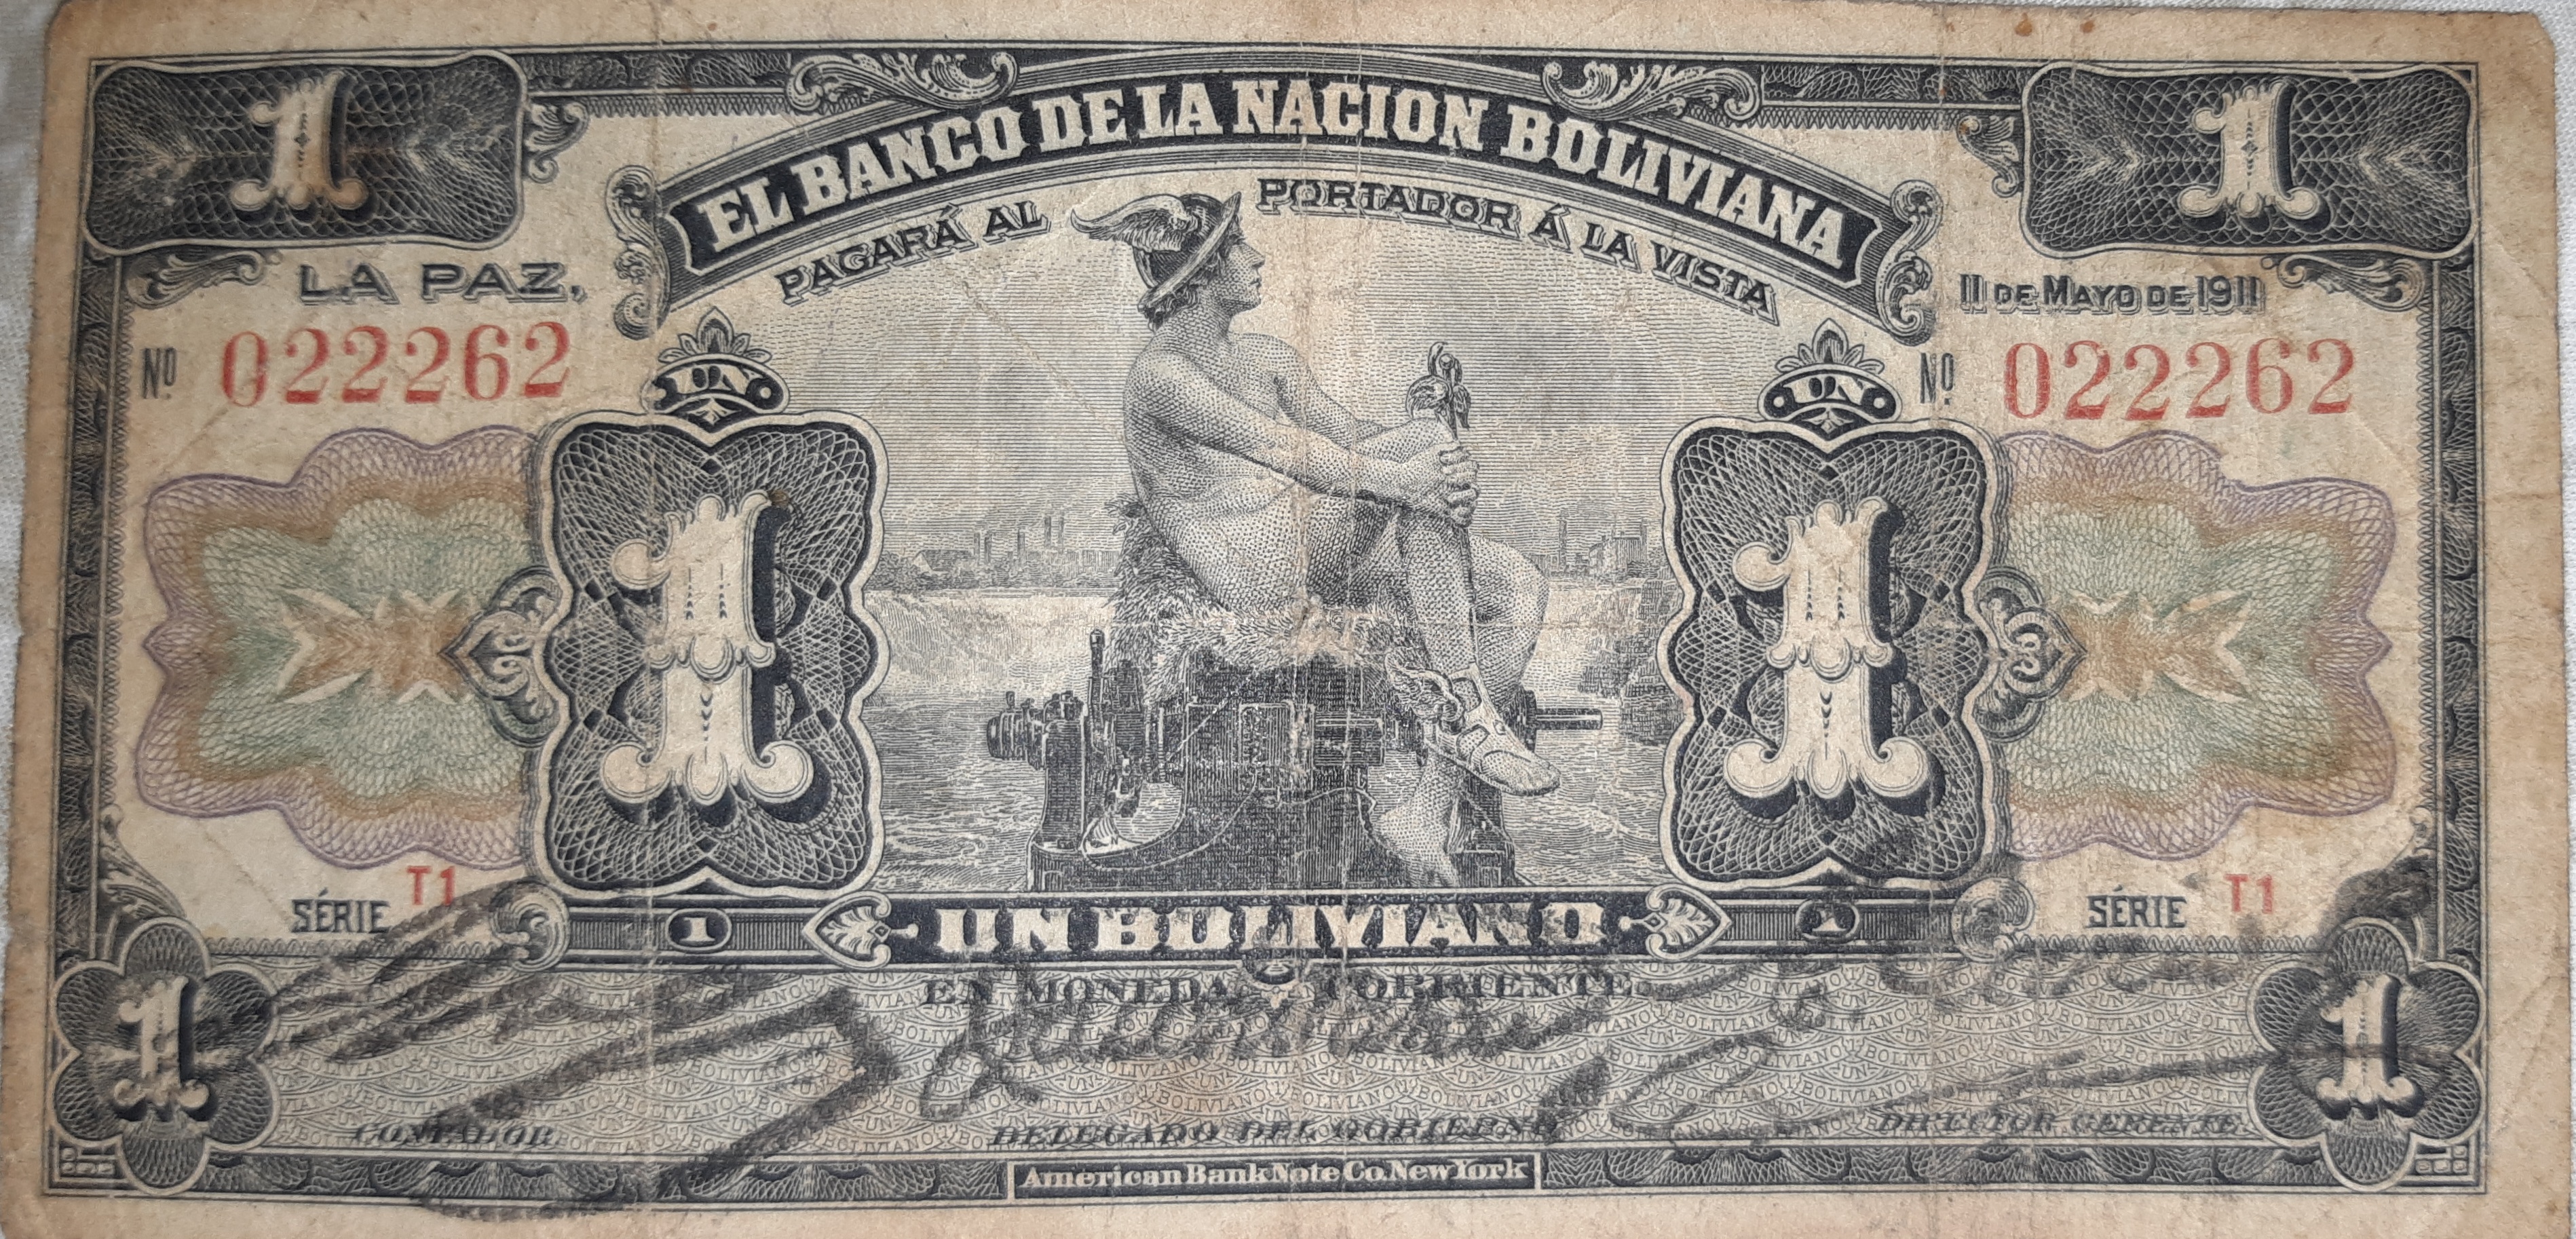 1 1
EL BANCO DE LA NACION BOLIVIANA
PAGARÁ AL PORTADOR Á LA VISTA
LA PAZ, 11 DE MAYO DE 1911
Nº 022262 Nº 022262
UN UN
1 1
SÉRIE T1 SÉRIE T1
1 UN BOLIVIANO 1
EN MONEDA CORRIENTE
1 1
CONTADOR DELEGADO DEL GOBIERNO DIRECTOR GERENTE
American Bank Note Co. New York